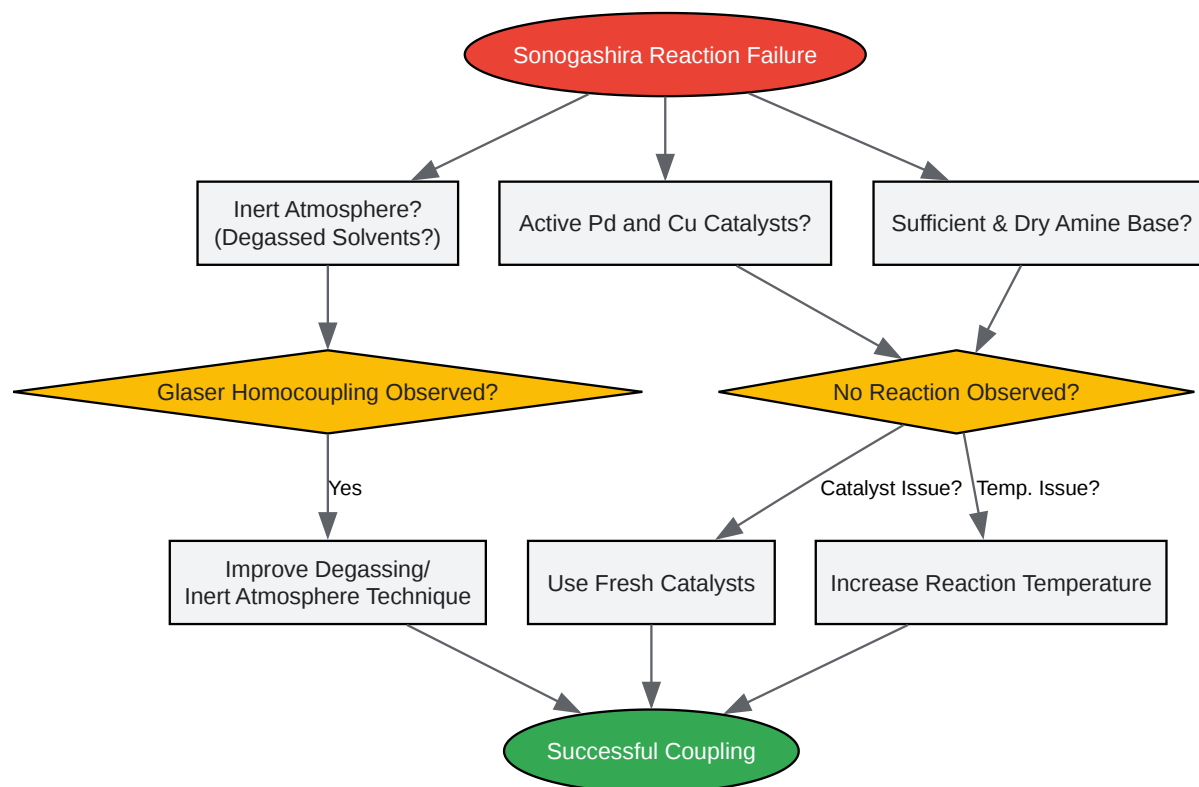 Sonogashira Reaction Failure
Inert Atmosphere?
(Degassed Solvents?)
Active Pd and Cu Catalysts?
Sufficient & Dry Amine Base?
Glaser Homocoupling Observed?
No Reaction Observed?
Yes
Catalyst Issue?
Temp. Issue?
Improve Degassing/
Inert Atmosphere Technique
Use Fresh Catalysts
Increase Reaction Temperature
Successful Coupling